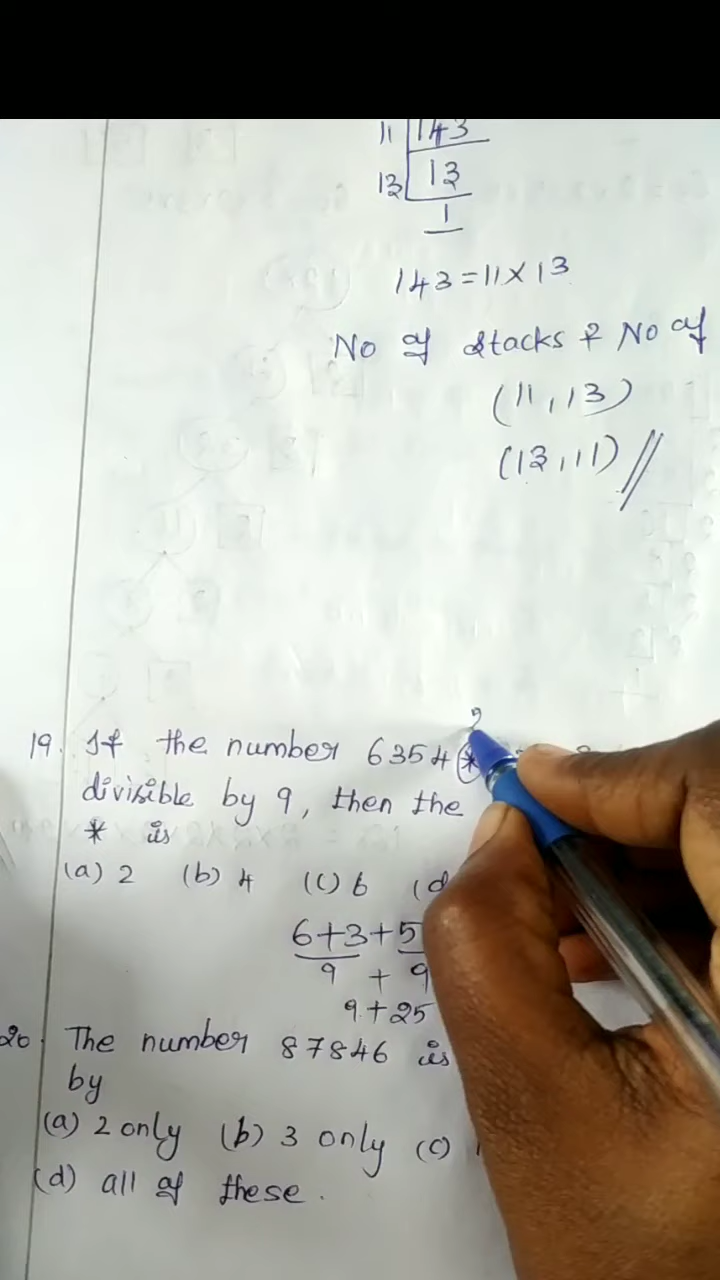 11 143
13 13
1
143 = 11 × 13
No of stacks & No of
(11, 13)
(13, 11) //
19. If the number 6354 *
divisible by 9, then the
* is
(a) 2 (b) 4 (c) 6 (d
6+3+5
9 + 9
9+25
20. The number 87846 is
by
(a) 2 only (b) 3 only (c)
(d) all of these.